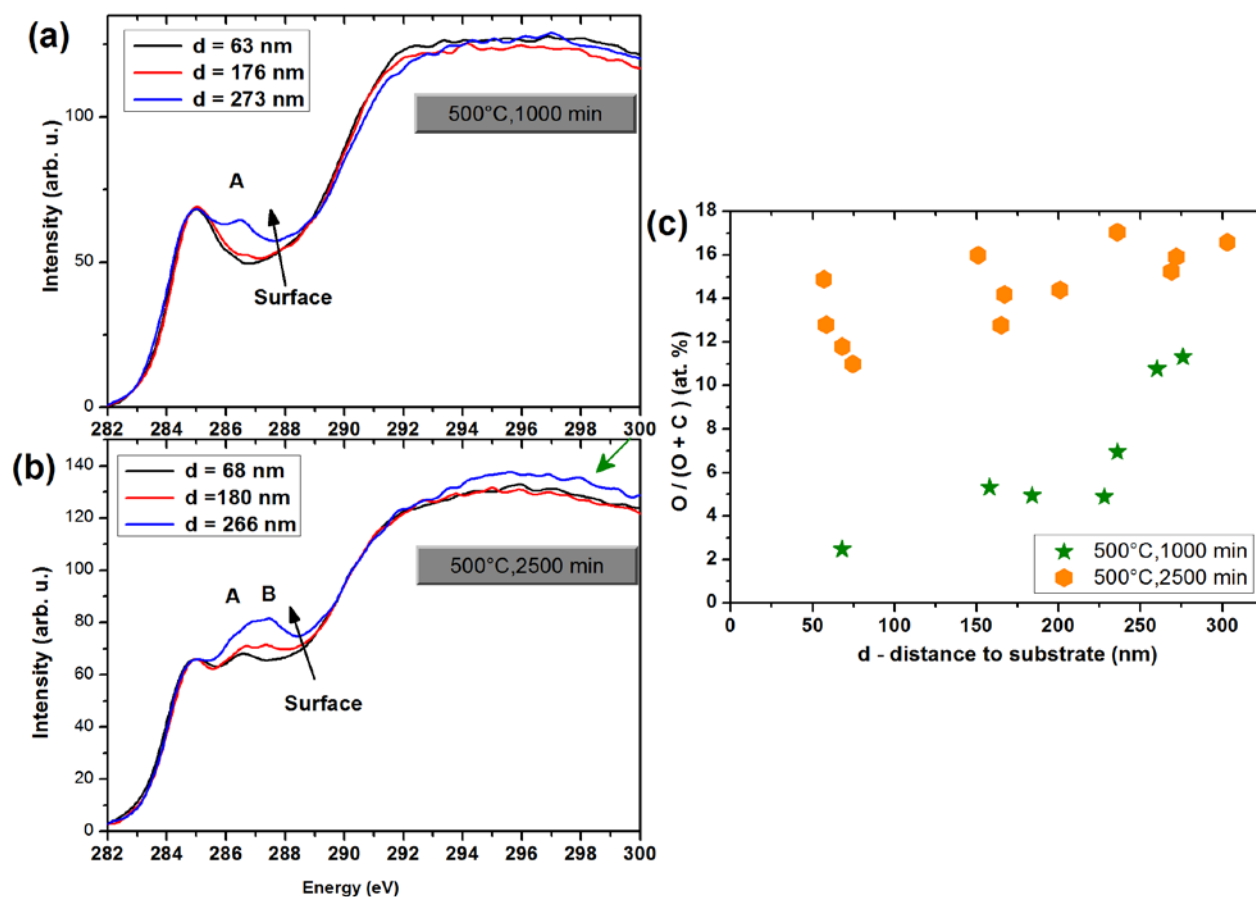 (a)
d = 63 nm
d = 176 nm
d = 273 nm
500°C,1000 min
A
Surface
Intensity (arb. u.)
100
50
0
282 284 286 288 290 292 294 296 298 300
(b)
d = 68 nm
d =180 nm
d = 266 nm
500°C,2500 min
A B
Surface
Intensity (arb. u.)
140
120
100
80
60
40
20
0
282 284 286 288 290 292 294 296 298 300
Energy (eV)
(c)
O / (O + C ) (at. %)
18
16
14
12
10
8
6
4
2
0
500°C,1000 min
500°C,2500 min
0 50 100 150 200 250 300
d - distance to substrate (nm)